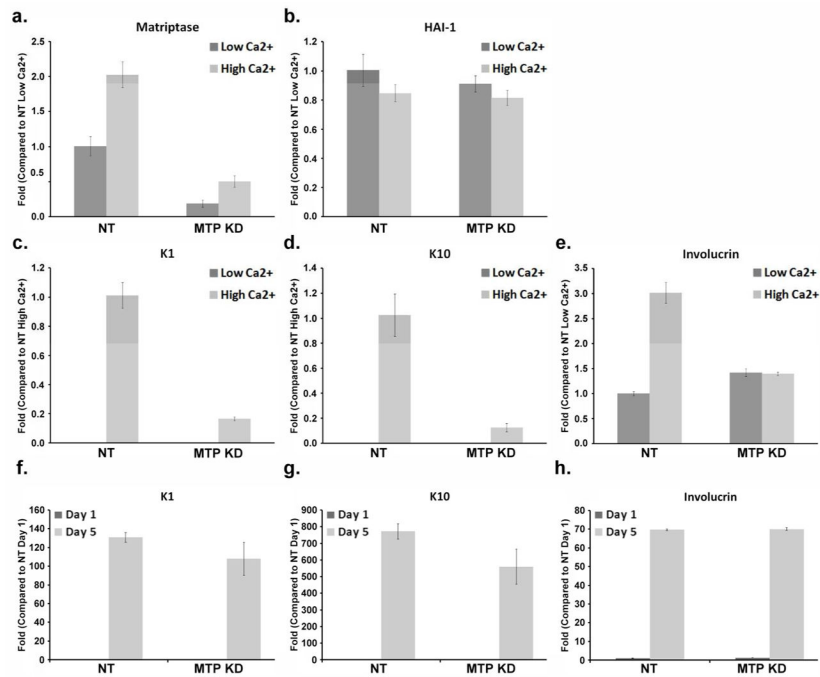 a.
Matriptase
Fold (Compared to NT Low Ca2+)
2.5
2.0
1.5
1.0
0.5
0.0
Low Ca2+
High Ca2+
NT MTP KD
b.
HAI-1
Fold (Compared to NT Low Ca2+)
1.2
1.0
0.8
0.6
0.4
0.2
0.0
Low Ca2+
High Ca2+
NT MTP KD
c.
K1
Fold (Compared to NT High Ca2+)
1.2
1.0
0.8
0.6
0.4
0.2
0.0
Low Ca2+
High Ca2+
NT MTP KD
d.
K10
Fold (Compared to NT High Ca2+)
1.4
1.2
1.0
0.8
0.6
0.4
0.2
0.0
Low Ca2+
High Ca2+
NT MTP KD
e.
Involucrin
Fold (Compared to NT Low Ca2+)
3.5
3.0
2.5
2.0
1.5
1.0
0.5
0.0
Low Ca2+
High Ca2+
NT MTP KD
f.
K1
Fold (Compared to NT Day 1)
160
140
120
100
80
60
40
20
0
Day 1
Day 5
NT MTP KD
g.
K10
Fold (Compared to NT Day 1)
900
800
700
600
500
400
300
200
100
0
Day 1
Day 5
NT MTP KD
h.
Involucrin
Fold (Compared to NT Day 1)
80
70
60
50
40
30
20
10
0
Day 1
Day 5
NT MTP KD